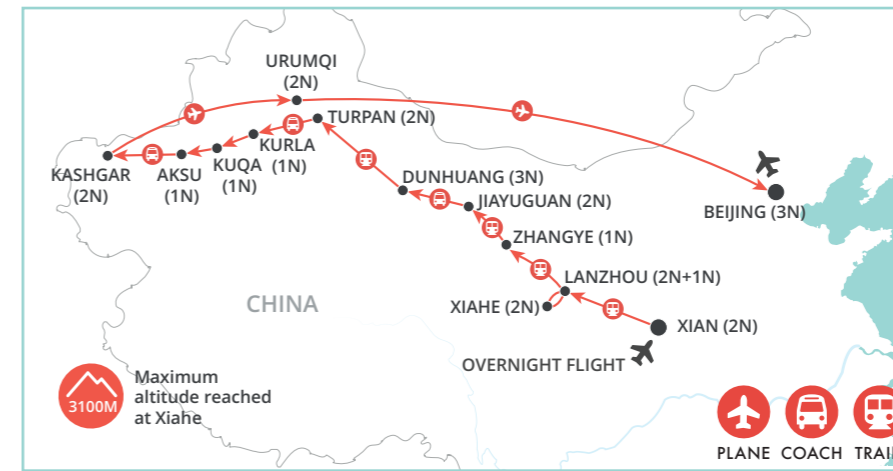 URUMQI
(2N)
TURPAN (2N)
KURLA
(1N)
KUQA
(1N)
AKSU
(1N)
KASHGAR
(2N)
DUNHUANG (3N)
JIAYUGUAN (2N)
ZHANGYE (1N)
BEIJING (3N)
LANZHOU (2N+1N)
XIAHE (2N)
XIAN (2N)
CHINA
OVERNIGHT FLIGHT
3100M
Maximum
altitude reached
at Xiahe
PLANE COACH TRAI